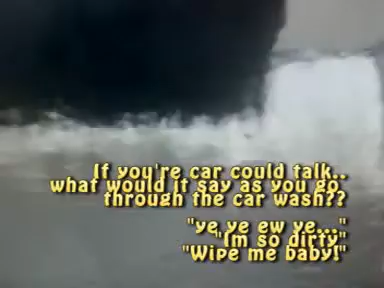 If you're car could talk..
what would it say as you go
through the car wash??
"ye ye ew ye..."
"Im so dirty"
"Wipe me baby!"